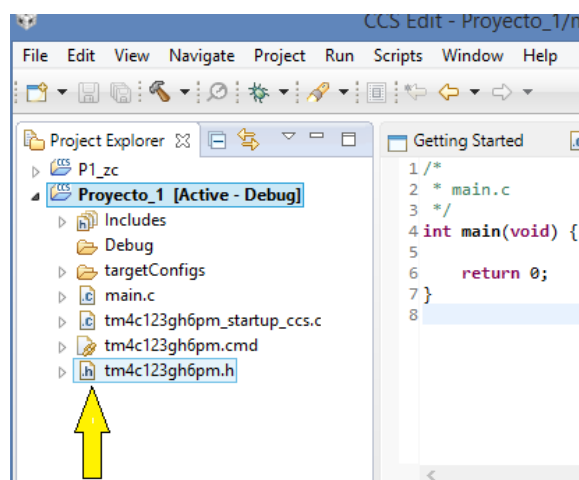 CCS Edit - Proyecto_1/
File Edit View Navigate Project Run Scripts Window Help
Project Explorer
P1_zc
Proyecto_1 [Active - Debug]
Includes
Debug
targetConfigs
main.c
tm4c123gh6pm_startup_ccs.c
tm4c123gh6pm.cmd
tm4c123gh6pm.h
Getting Started
1 /*
2 * main.c
3 */
4 int main(void) {
5
6 return 0;
7 }
8